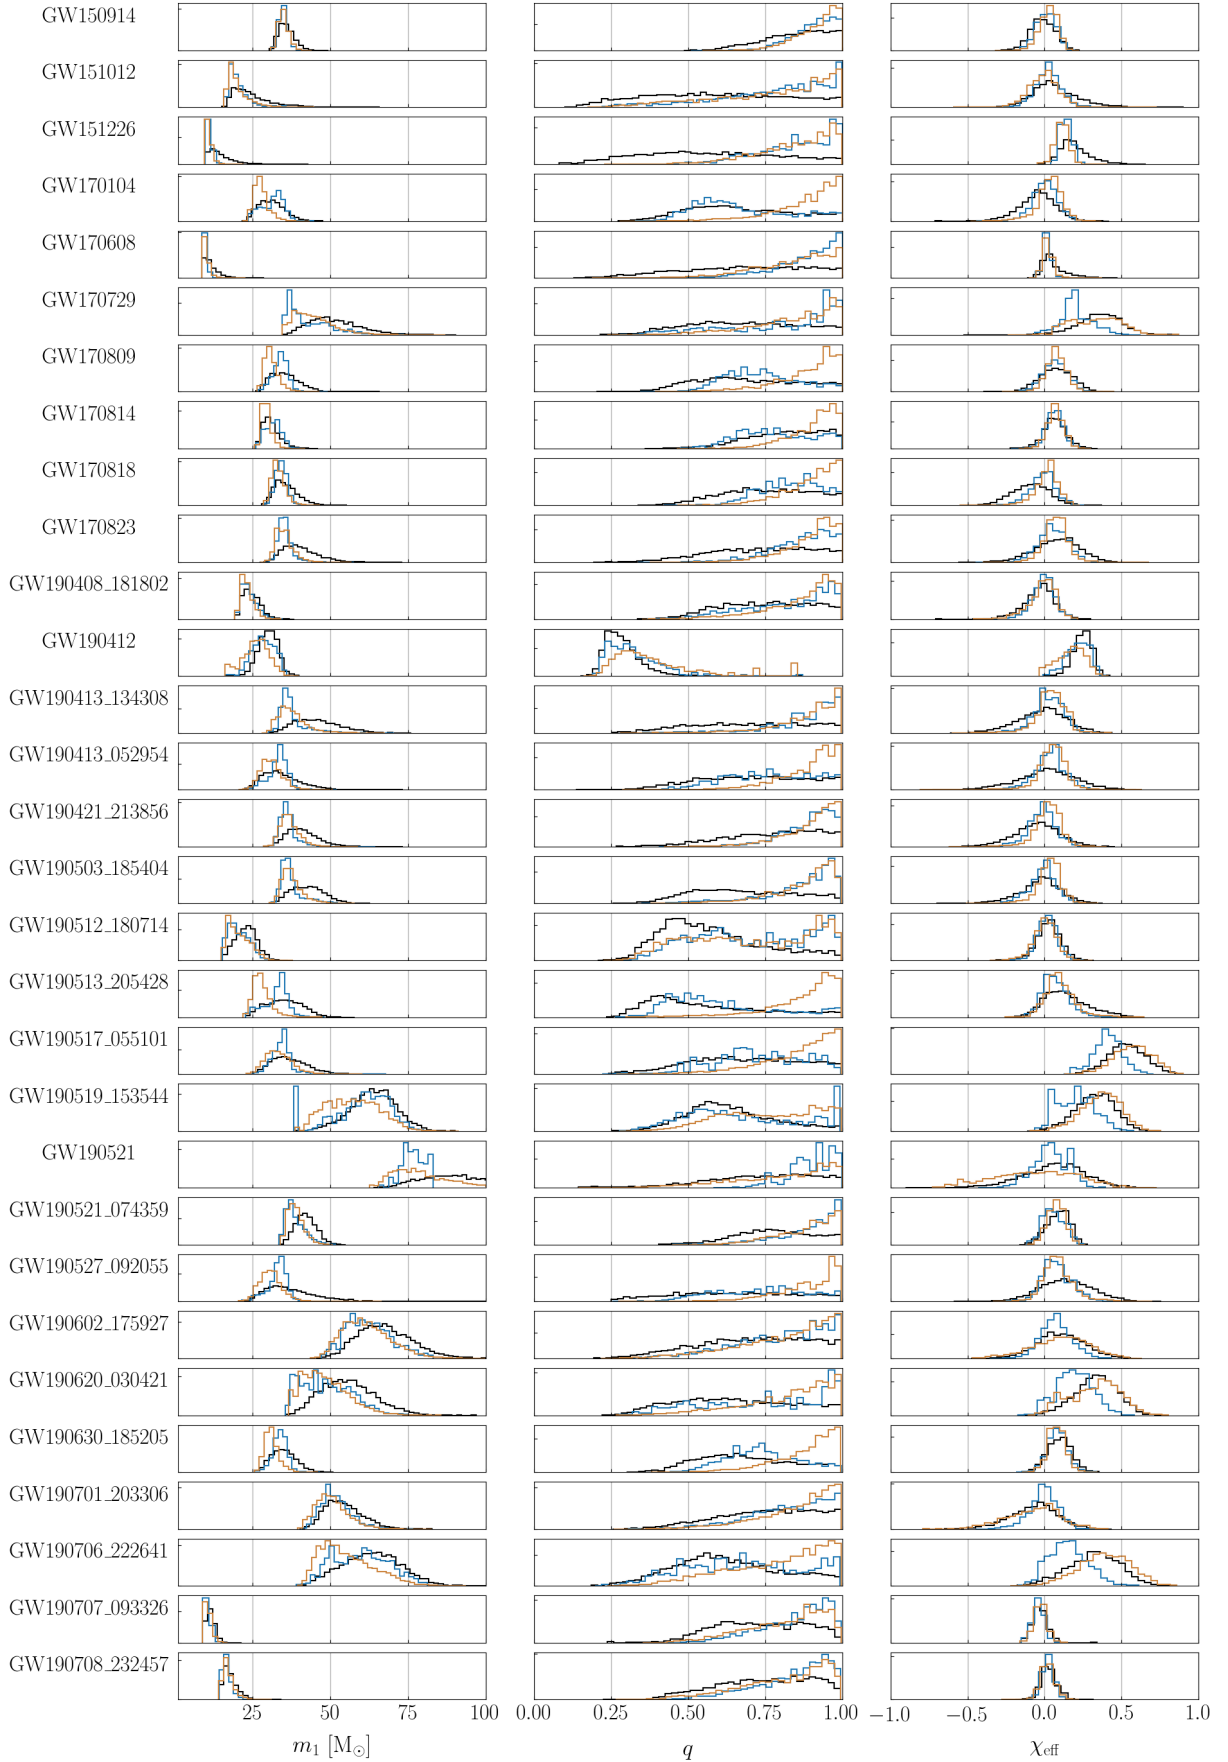 GW150914
GW151012
GW151226
GW170104
GW170608
GW170729
GW170809
GW170814
GW170818
GW170823
GW190408_181802
GW190412
GW190413_134308
GW190413_052954
GW190421_213856
GW190503_185404
GW190512_180714
GW190513_205428
GW190517_055101
GW190519_153544
GW190521
GW190521_074359
GW190527_092055
GW190602_175927
GW190620_030421
GW190630_185205
GW190701_203306
GW190706_222641
GW190707_093326
GW190708_232457
25 50 75 100 0.00 0.25 0.50 0.75 1.00 −1.0 −0.5 0.0 0.5 1.0
m₁ [M⊙] q χeff